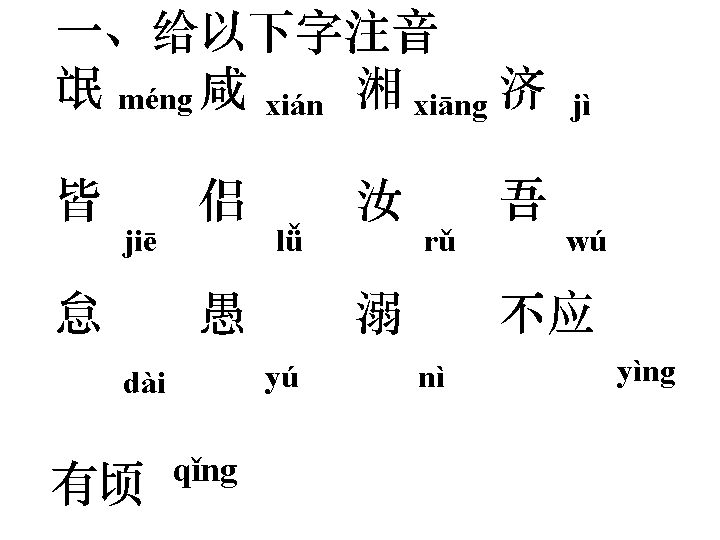 一、给以下字注音
氓 méng 咸 xián 湘 xiāng 济 jì
皆 jiē 侣 lǚ 汝 rǔ 吾 wú
怠 dài 愚 yú 溺 nì 不应 yìng
有顷 qǐng